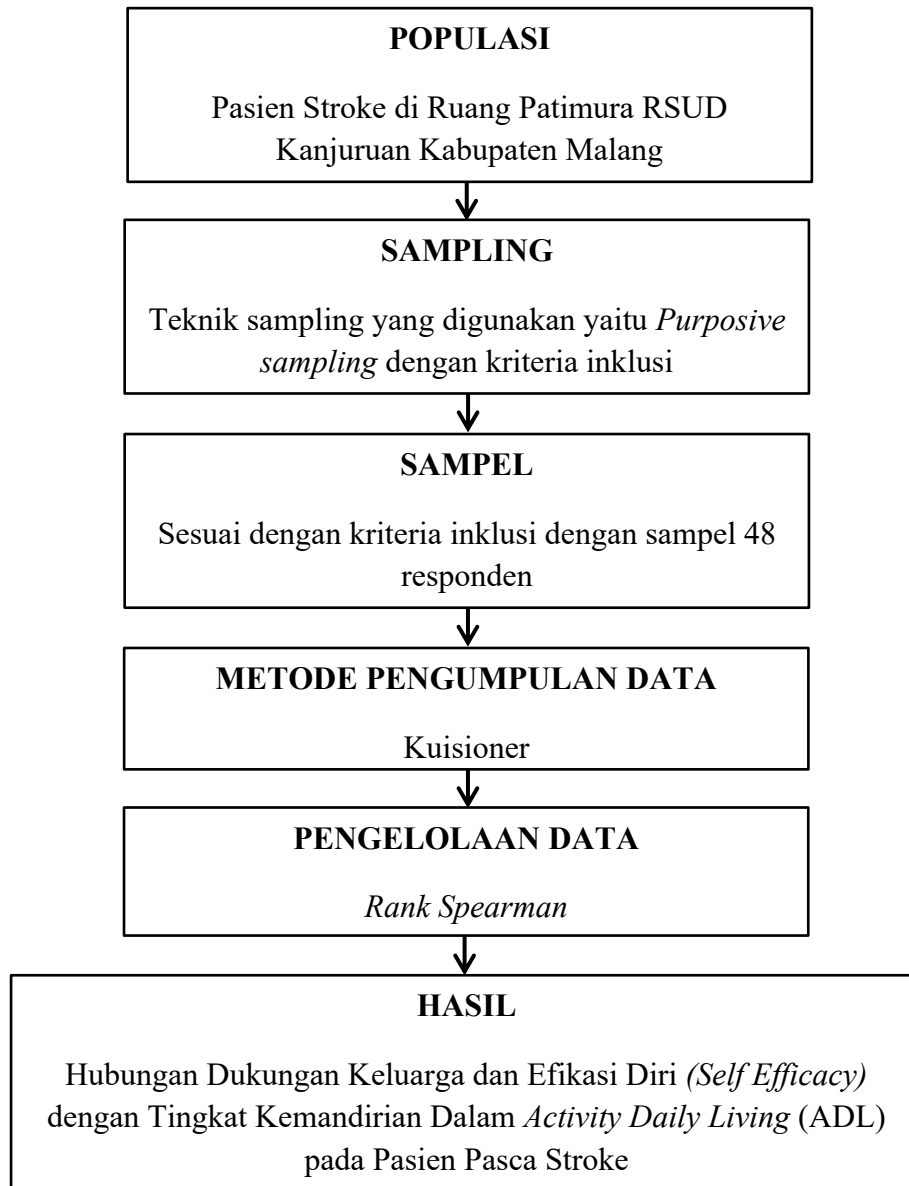 POPULASI
Pasien Stroke di Ruang Patimura RSUD
Kanjuruan Kabupaten Malang
SAMPLING
Teknik sampling yang digunakan yaitu Purposive
sampling dengan kriteria inklusi
SAMPEL
Sesuai dengan kriteria inklusi dengan sampel 48
responden
METODE PENGUMPULAN DATA
Kuisioner
PENGELOLAAN DATA
Rank Spearman
HASIL
Hubungan Dukungan Keluarga dan Efikasi Diri (Self Efficacy)
dengan Tingkat Kemandirian Dalam Activity Daily Living (ADL)
pada Pasien Pasca Stroke